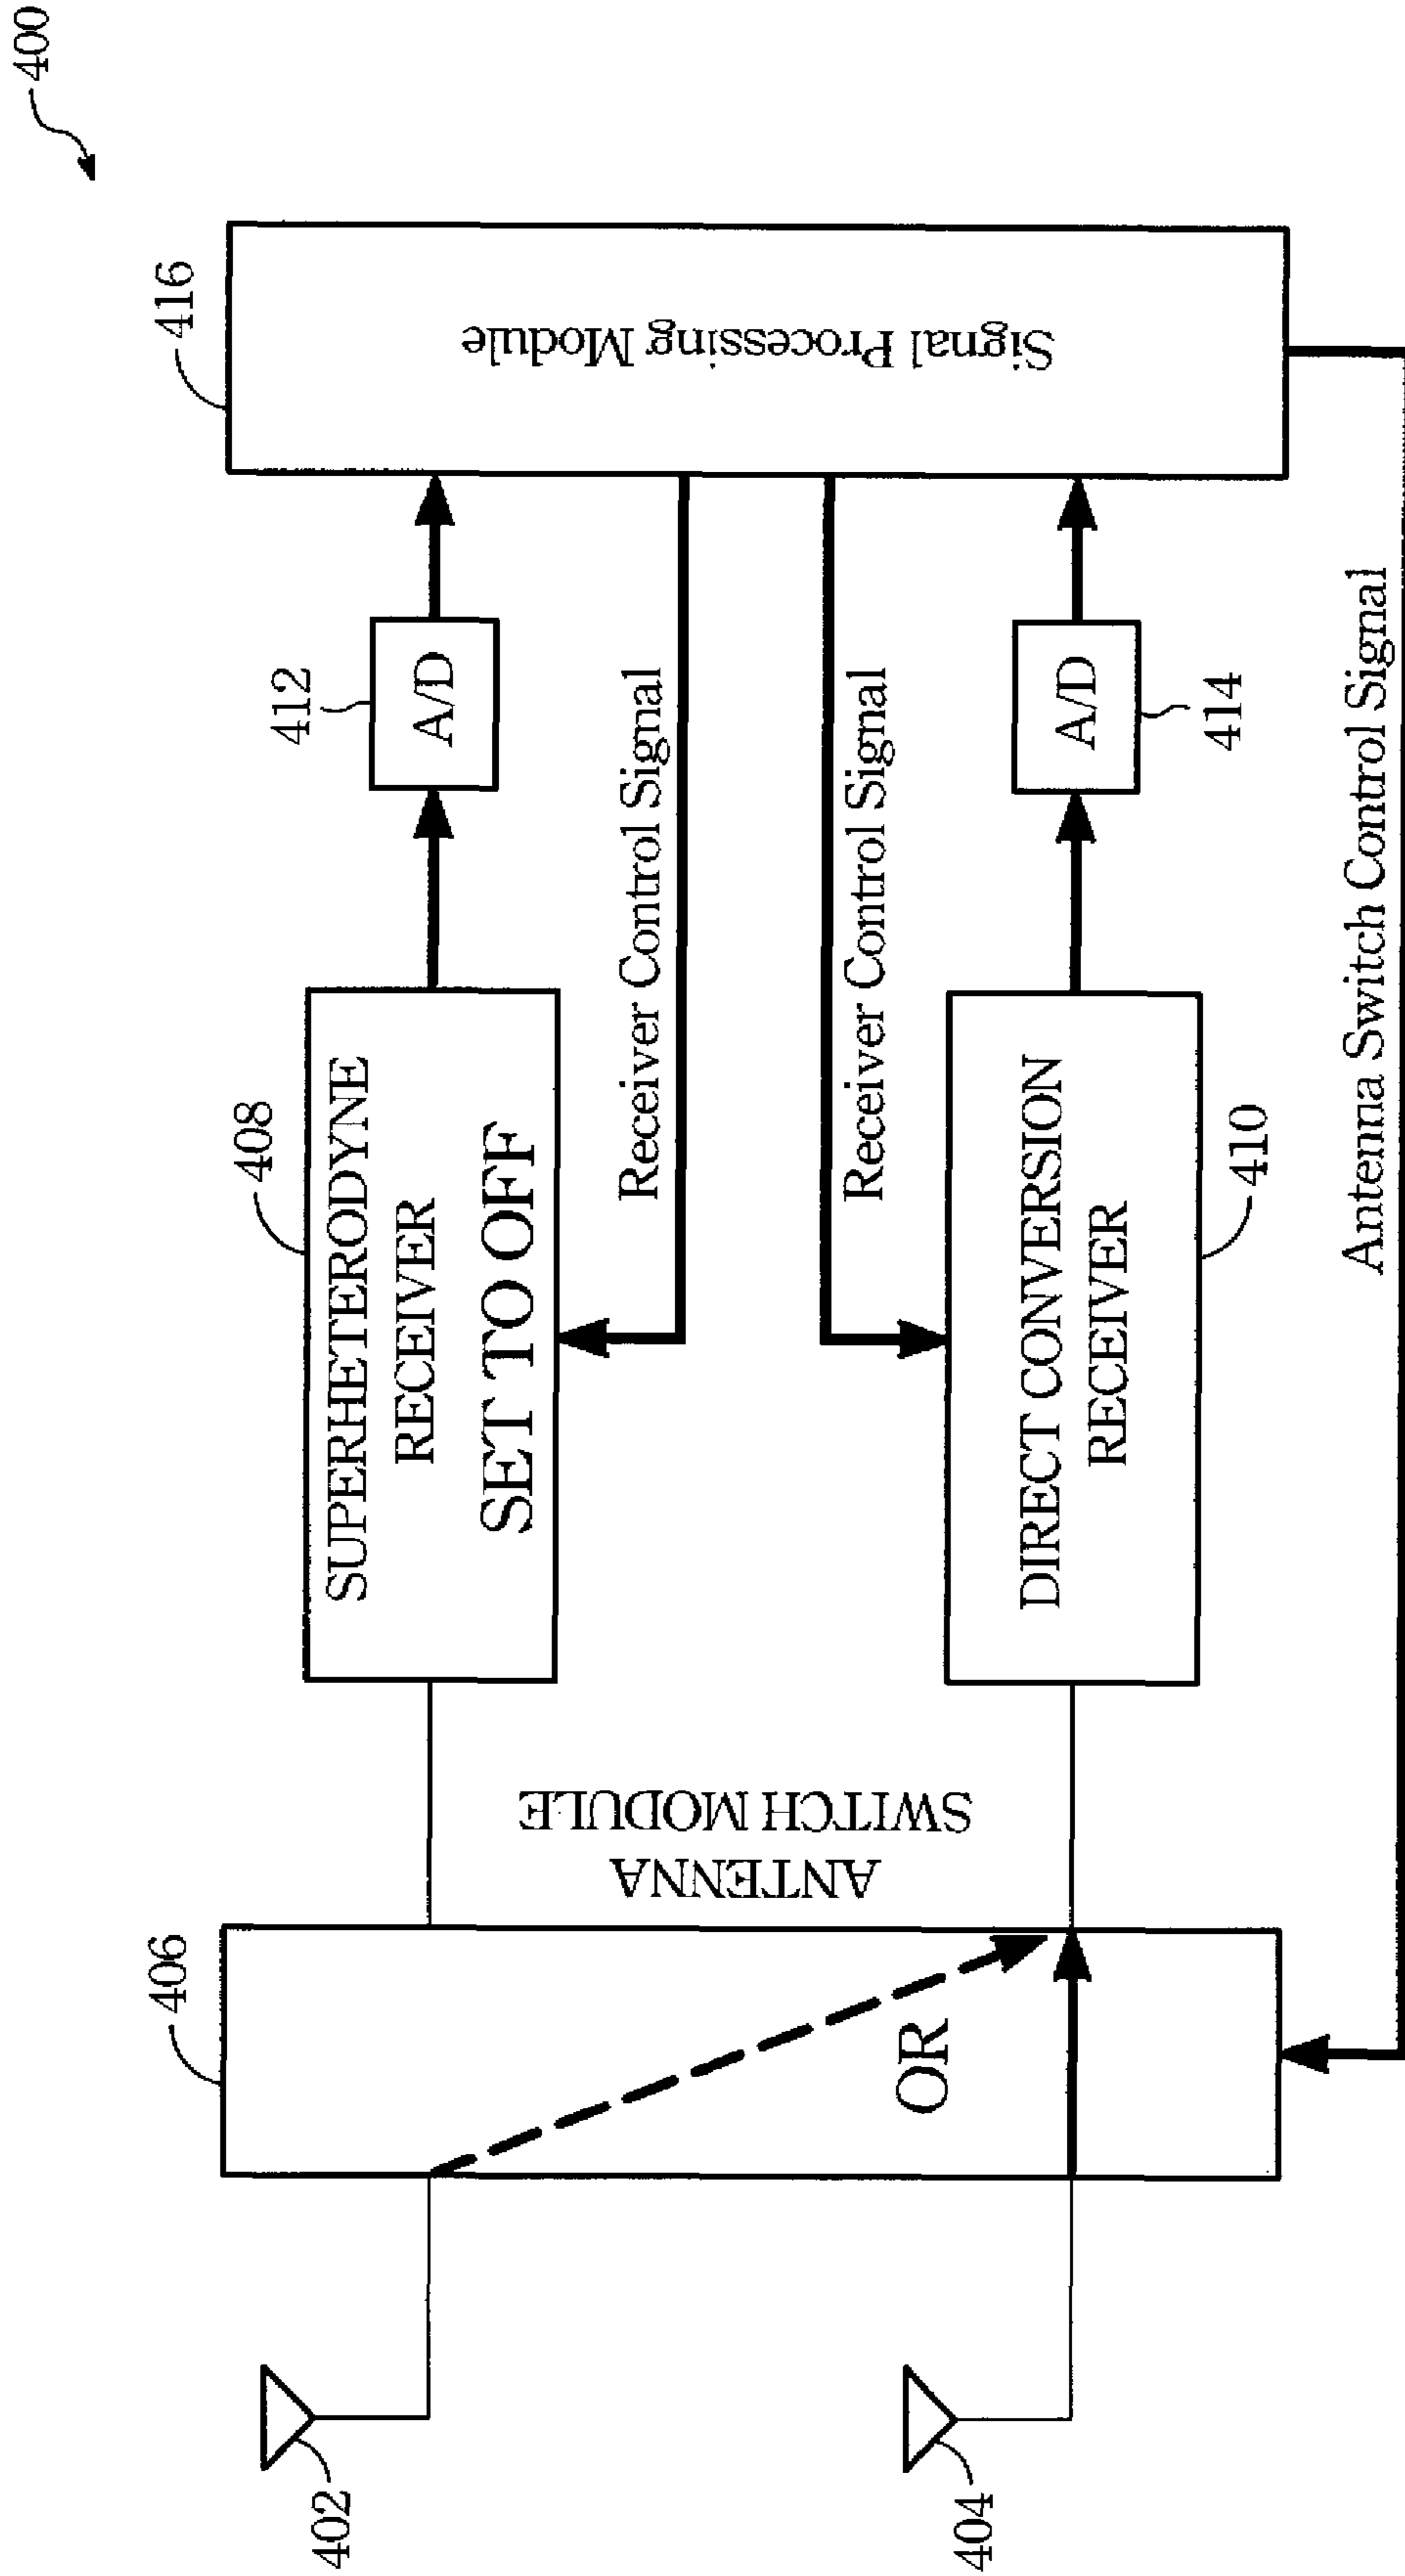 400
416
Signal Processing Module
412
A/D
A/D
414
Receiver Control Signal
Receiver Control Signal
Antenna Switch Control Signal
408
SUPERHETERODYNE
RECEIVER
SET TO OFF
DIRECT CONVERSION
RECEIVER
410
ANTENNA
SWITCH MODULE
406
OR
402
404